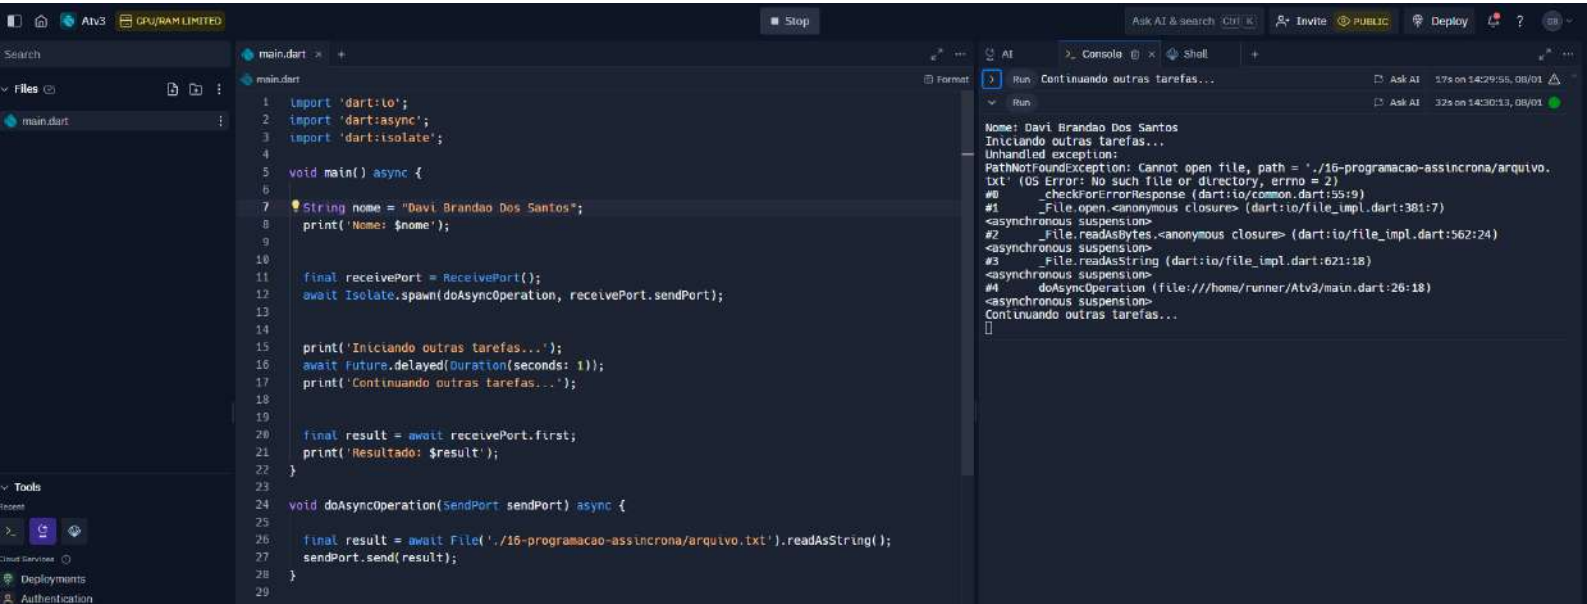 Atv3 CPU/RAM LIMITED
Stop
Ask AI & search Ctrl K Invite PUBLIC Deploy ?
Search
Files
main.dart
Tools
Recent
Cloud Services
Deployments
Authentication
main.dart × +
main.dart Format
1 import 'dart:io';
2 import 'dart:async';
3 import 'dart:isolate';
4
5 void main() async {
6
7 String nome = "Davi Brandao Dos Santos";
8 print('Nome: $nome');
9
10
11 final receivePort = ReceivePort();
12 await Isolate.spawn(doAsyncOperation, receivePort.sendPort);
13
14
15 print('Iniciando outras tarefas...');
16 await Future.delayed(Duration(seconds: 1));
17 print('Continuando outras tarefas...');
18
19
20 final result = await receivePort.first;
21 print('Resultado: $result');
22 }
23
24 void doAsyncOperation(SendPort sendPort) async {
25
26 final result = await File('./16-programacao-assincrona/arquivo.txt').readAsString();
27 sendPort.send(result);
28 }
29
AI >_ Console × Shell +
Run Continuando outras tarefas... Ask AI 17s on 14:29:55, 08/01
Run Ask AI 32s on 14:30:13, 08/01
Nome: Davi Brandao Dos Santos
Iniciando outras tarefas...
Unhandled exception:
PathNotFoundException: Cannot open file, path = './16-programacao-assincrona/arquivo.
txt' (OS Error: No such file or directory, errno = 2)
#0 _checkForErrorResponse (dart:io/common.dart:55:9)
#1 _File.open.<anonymous closure> (dart:io/file_impl.dart:381:7)
<asynchronous suspension>
#2 _File.readAsBytes.<anonymous closure> (dart:io/file_impl.dart:562:24)
<asynchronous suspension>
#3 _File.readAsString (dart:io/file_impl.dart:621:18)
<asynchronous suspension>
#4 doAsyncOperation (file:///home/runner/Atv3/main.dart:26:18)
<asynchronous suspension>
Continuando outras tarefas...